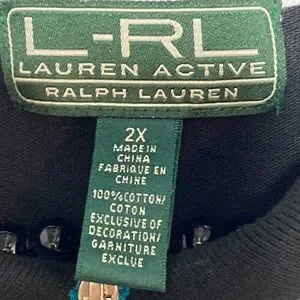 L-RL
LAUREN ACTIVE
RALPH LAUREN
2X
MADE IN
CHINA
FABRIQUE EN
CHINE
100%COTTON/
COTON
EXCLUSIVE OF
DECORATION/
GARNITURE
EXCLUE